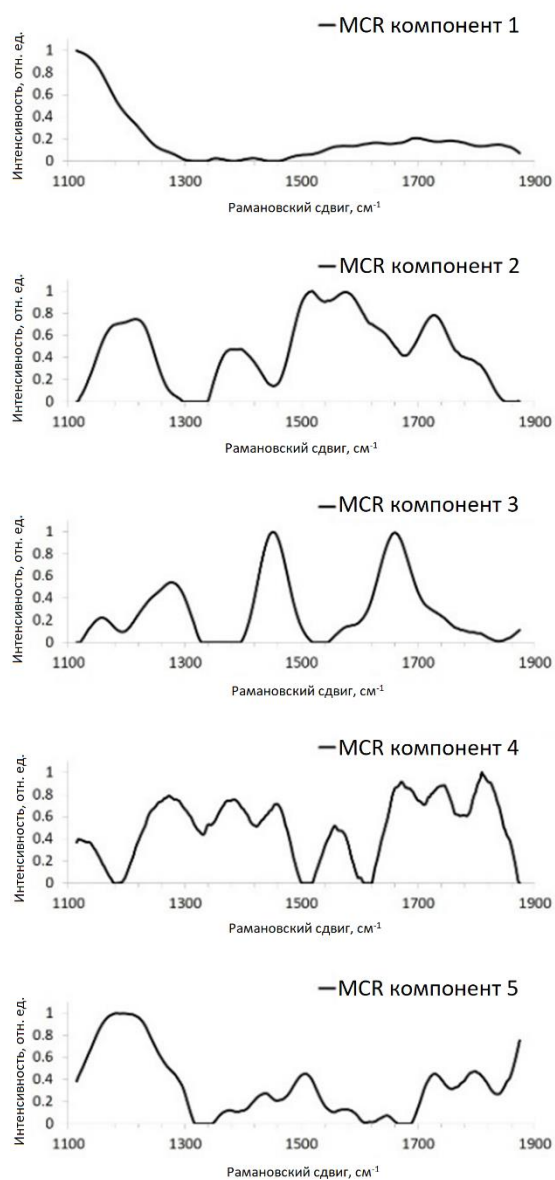 MCR компонент 1
Интенсивность, отн. ед.
1
0.8
0.6
0.4
0.2
0
1100 1300 1500 1700 1900
Рамановский сдвиг, см-1
MCR компонент 2
Интенсивность, отн. ед.
1
0.8
0.6
0.4
0.2
0
1100 1300 1500 1700 1900
Рамановский сдвиг, см-1
MCR компонент 3
Интенсивность, отн. ед.
1
0.8
0.6
0.4
0.2
0
1100 1300 1500 1700 1900
Рамановский сдвиг, см-1
MCR компонент 4
Интенсивность, отн. ед.
1
0.8
0.6
0.4
0.2
0
1100 1300 1500 1700 1900
Рамановский сдвиг, см-1
MCR компонент 5
Интенсивность, отн. ед.
1
0.8
0.6
0.4
0.2
0
1100 1300 1500 1700 1900
Рамановский сдвиг, см-1